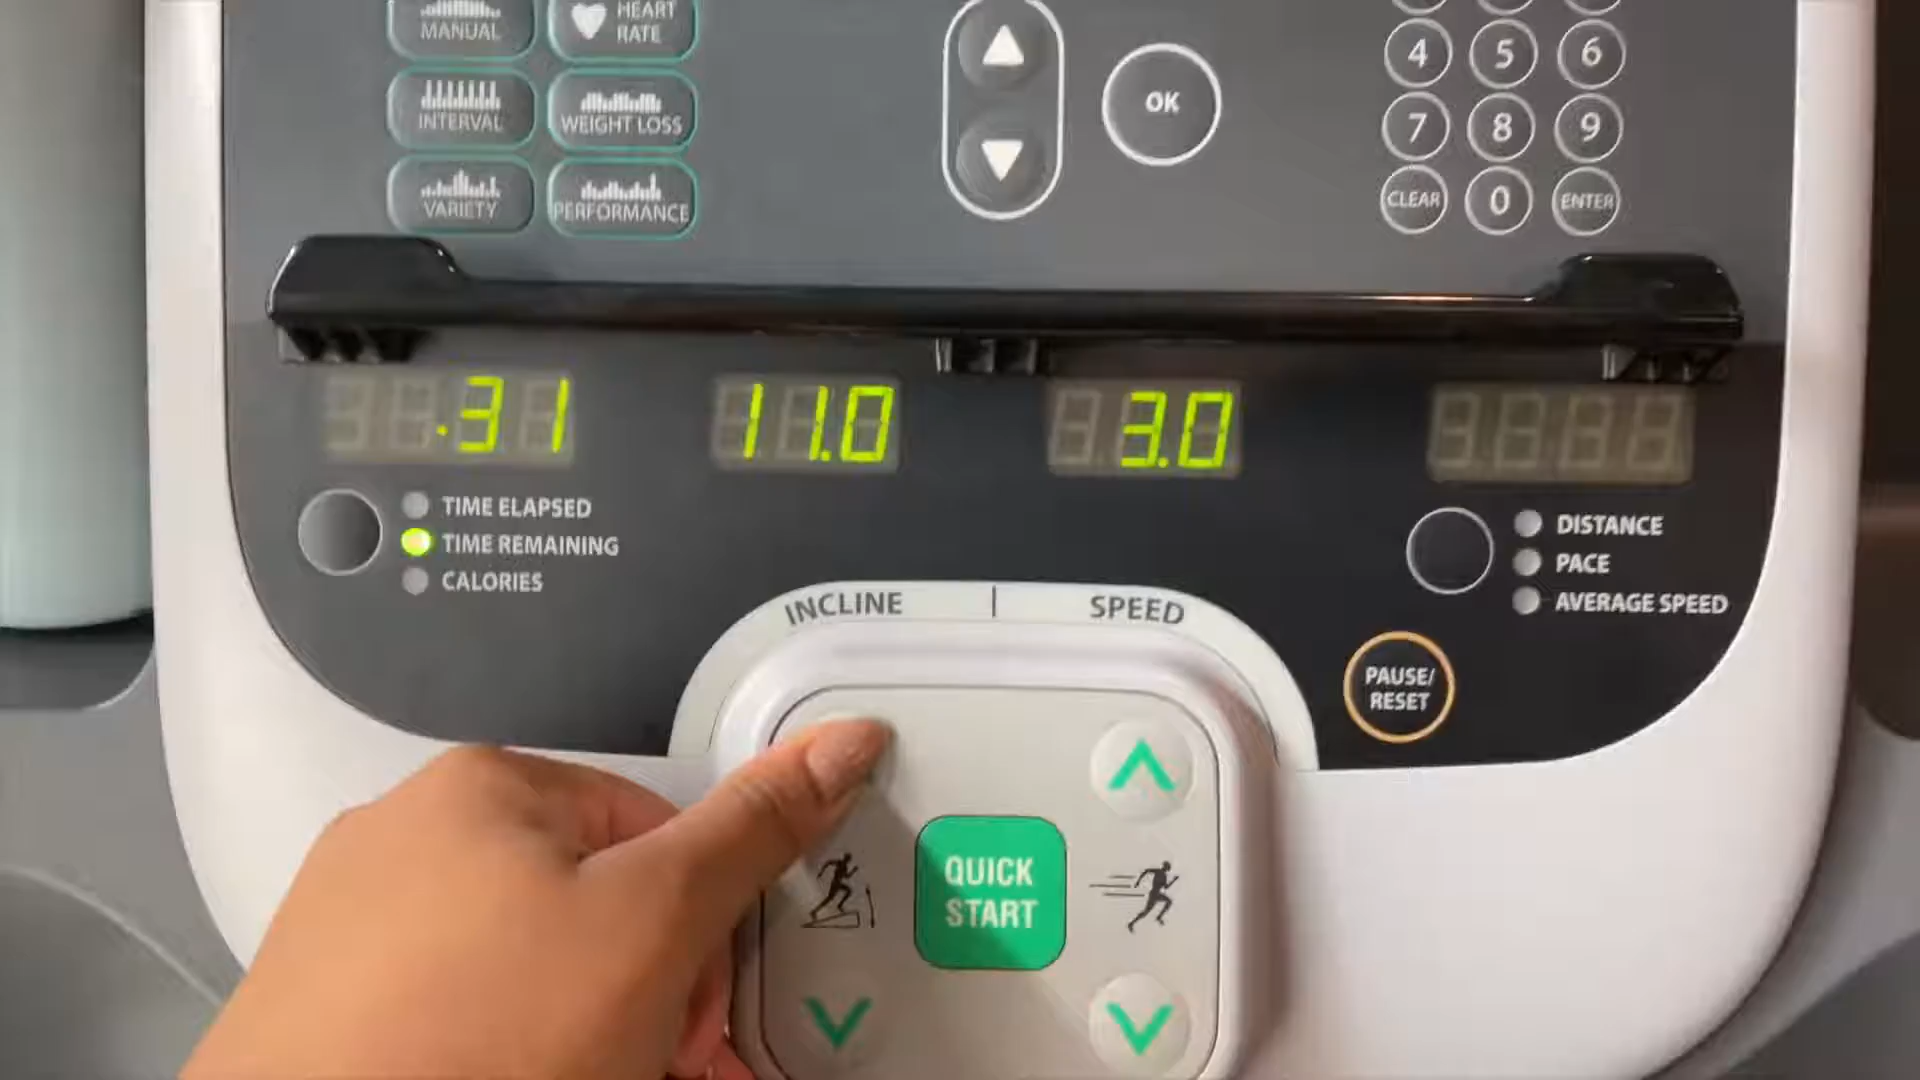 MANUAL
HEART
RATE
INTERVAL
WEIGHT LOSS
VARIETY
PERFORMANCE
OK
4 5 6
7 8 9
CLEAR 0 ENTER
:31
11.0
3.0
TIME ELAPSED
TIME REMAINING
CALORIES
DISTANCE
PACE
AVERAGE SPEED
INCLINE | SPEED
PAUSE/
RESET
QUICK
START